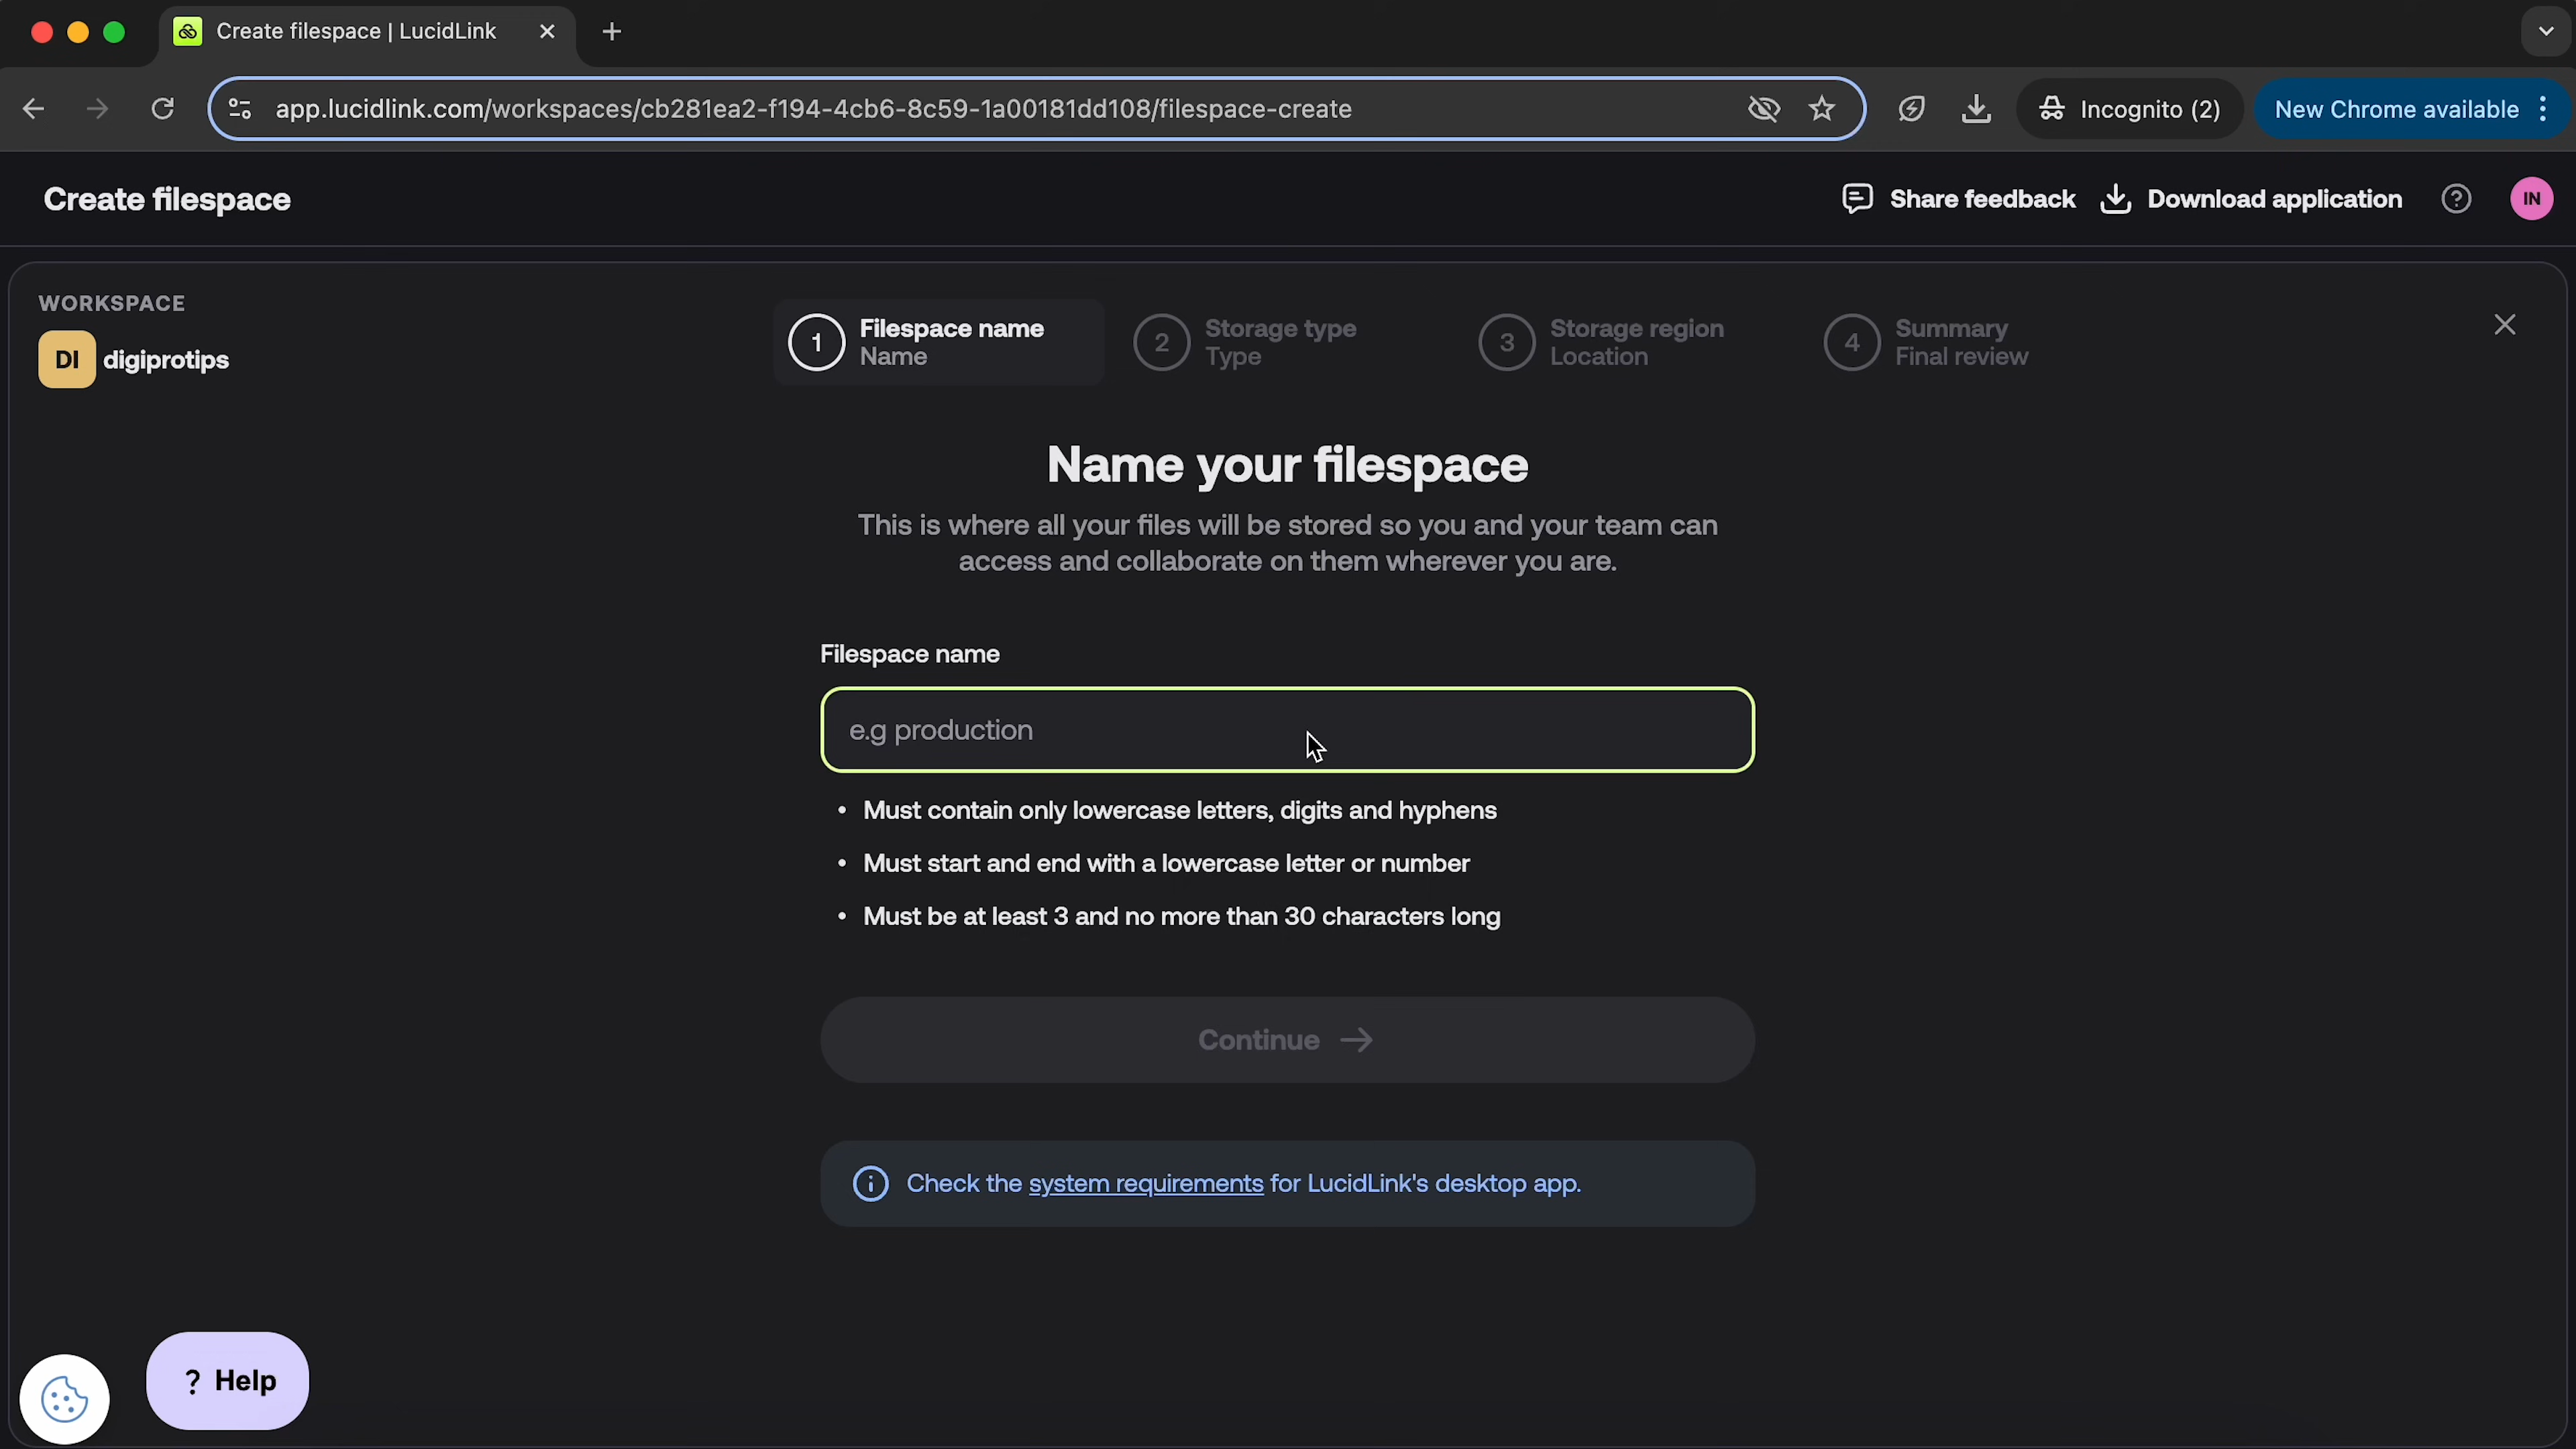 Create filespace | LucidLink
app.lucidlink.com/workspaces/cb281ea2-f194-4cb6-8c59-1a00181dd108/filespace-create
Incognito (2)
New Chrome available
Create filespace
Share feedback
Download application
IN
WORKSPACE
DI
digiprotips
1
Filespace name
Name
2
Storage type
Type
3
Storage region
Location
4
Summary
Final review
Name your filespace
This is where all your files will be stored so you and your team can
access and collaborate on them wherever you are.
Filespace name
e.g production
• Must contain only lowercase letters, digits and hyphens
• Must start and end with a lowercase letter or number
• Must be at least 3 and no more than 30 characters long
Continue →
Check the system requirements for LucidLink's desktop app.
? Help